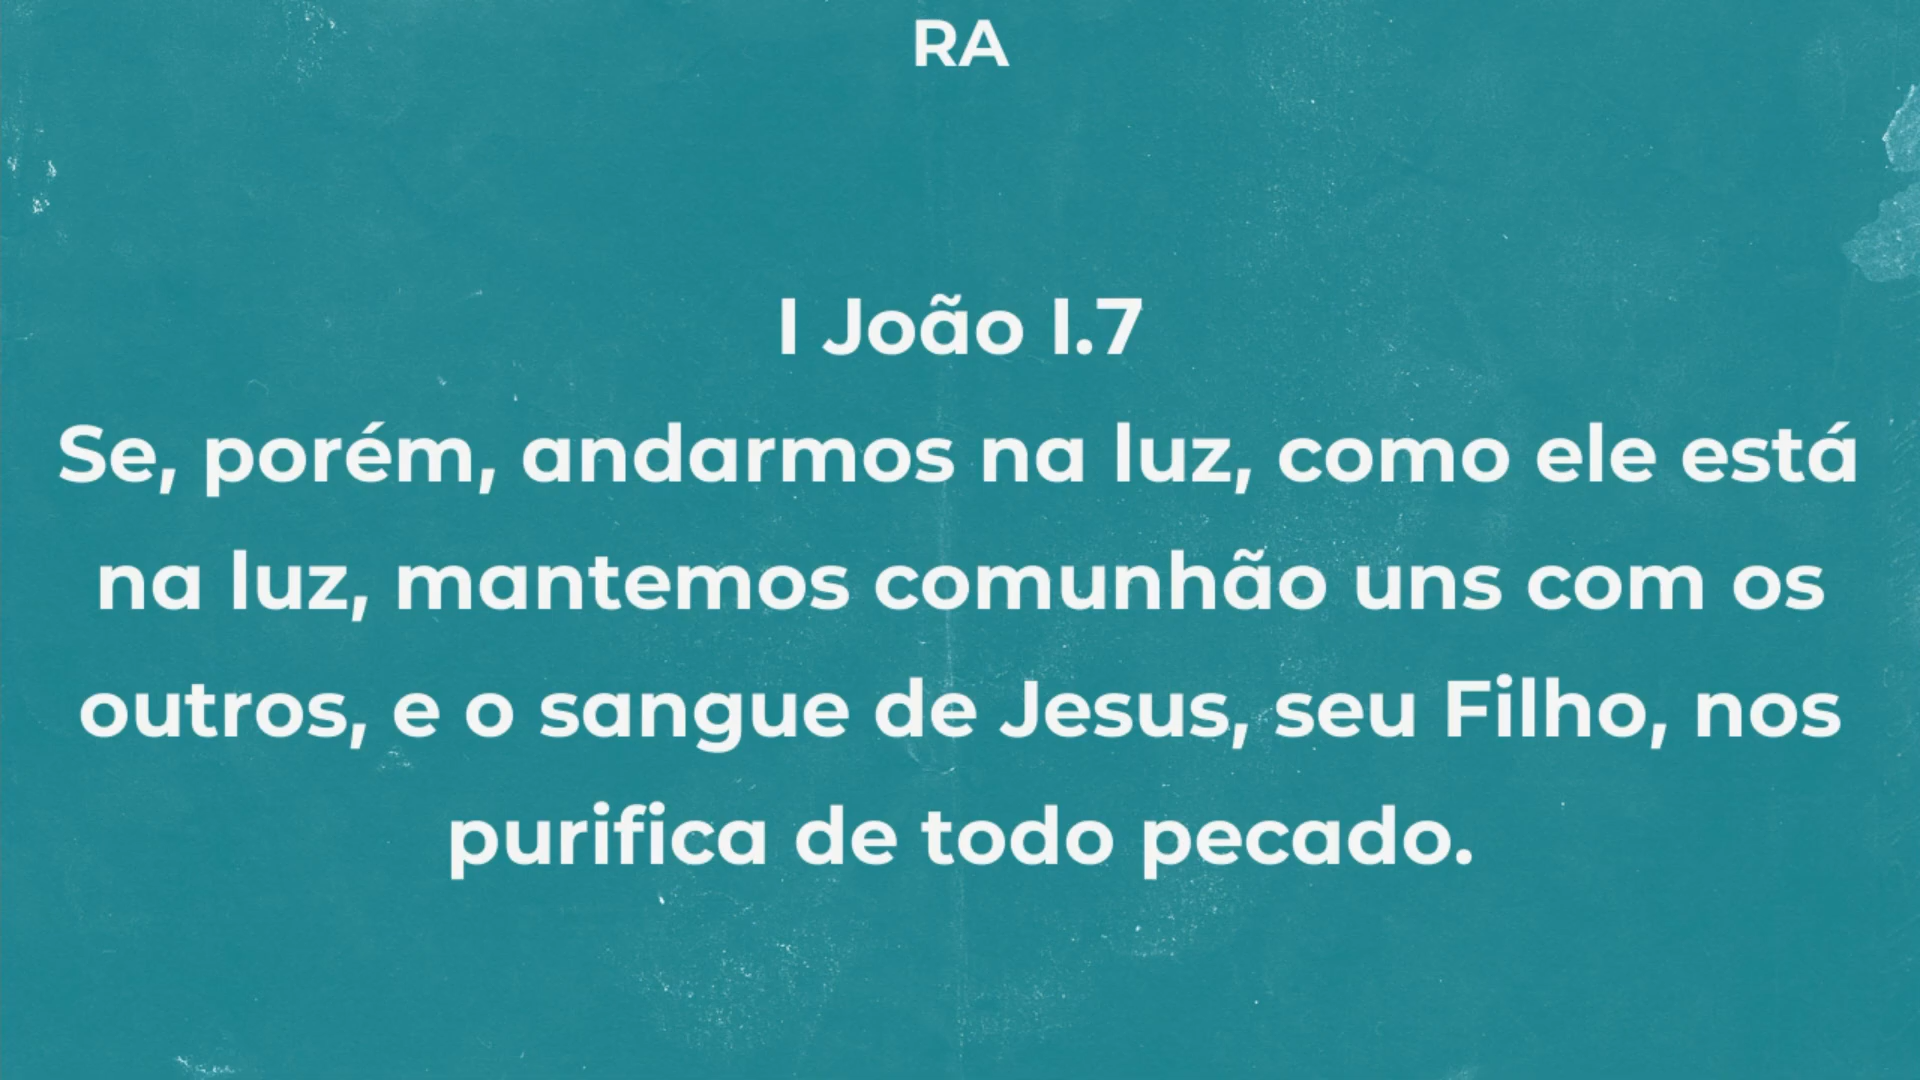 RA
I João I.7
Se, porém, andarmos na luz, como ele está
na luz, mantemos comunhão uns com os
outros, e o sangue de Jesus, seu Filho, nos
purifica de todo pecado.